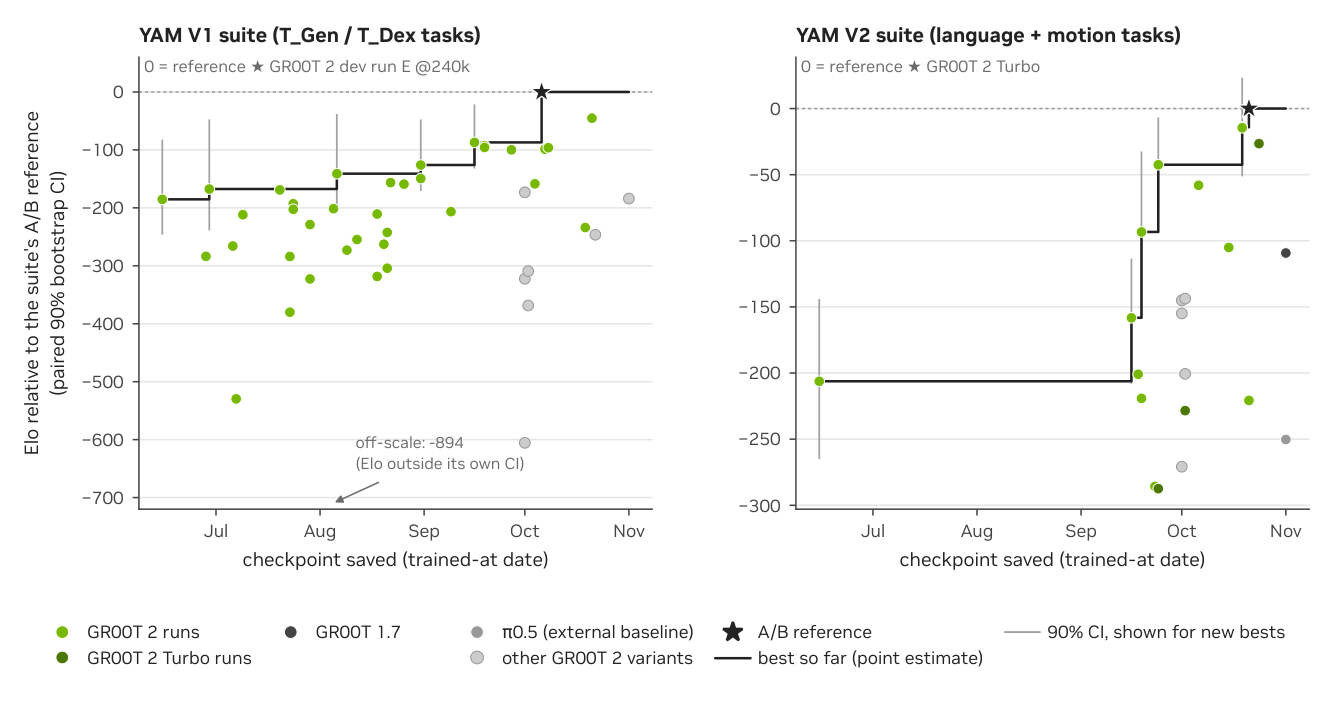 YAM V1 suite (T_Gen / T_Dex tasks)
0 = reference ★ GR00T 2 dev run E @240k
Elo relative to the suite's A/B reference
(paired 90% bootstrap CI)
0
−100
−200
−300
−400
−500
−600
−700
off-scale: -894
(Elo outside its own CI)
Jul Aug Sep Oct Nov
checkpoint saved (trained-at date)
YAM V2 suite (language + motion tasks)
0 = reference ★ GR00T 2 Turbo
0
−50
−100
−150
−200
−250
−300
Jul Aug Sep Oct Nov
checkpoint saved (trained-at date)
GR00T 2 runs
GR00T 2 Turbo runs
GR00T 1.7
π0.5 (external baseline)
other GR00T 2 variants
A/B reference
best so far (point estimate)
90% CI, shown for new bests